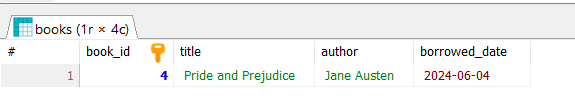 books (1r × 4c)
# book_id title author borrowed_date
1 4 Pride and Prejudice Jane Austen 2024-06-04